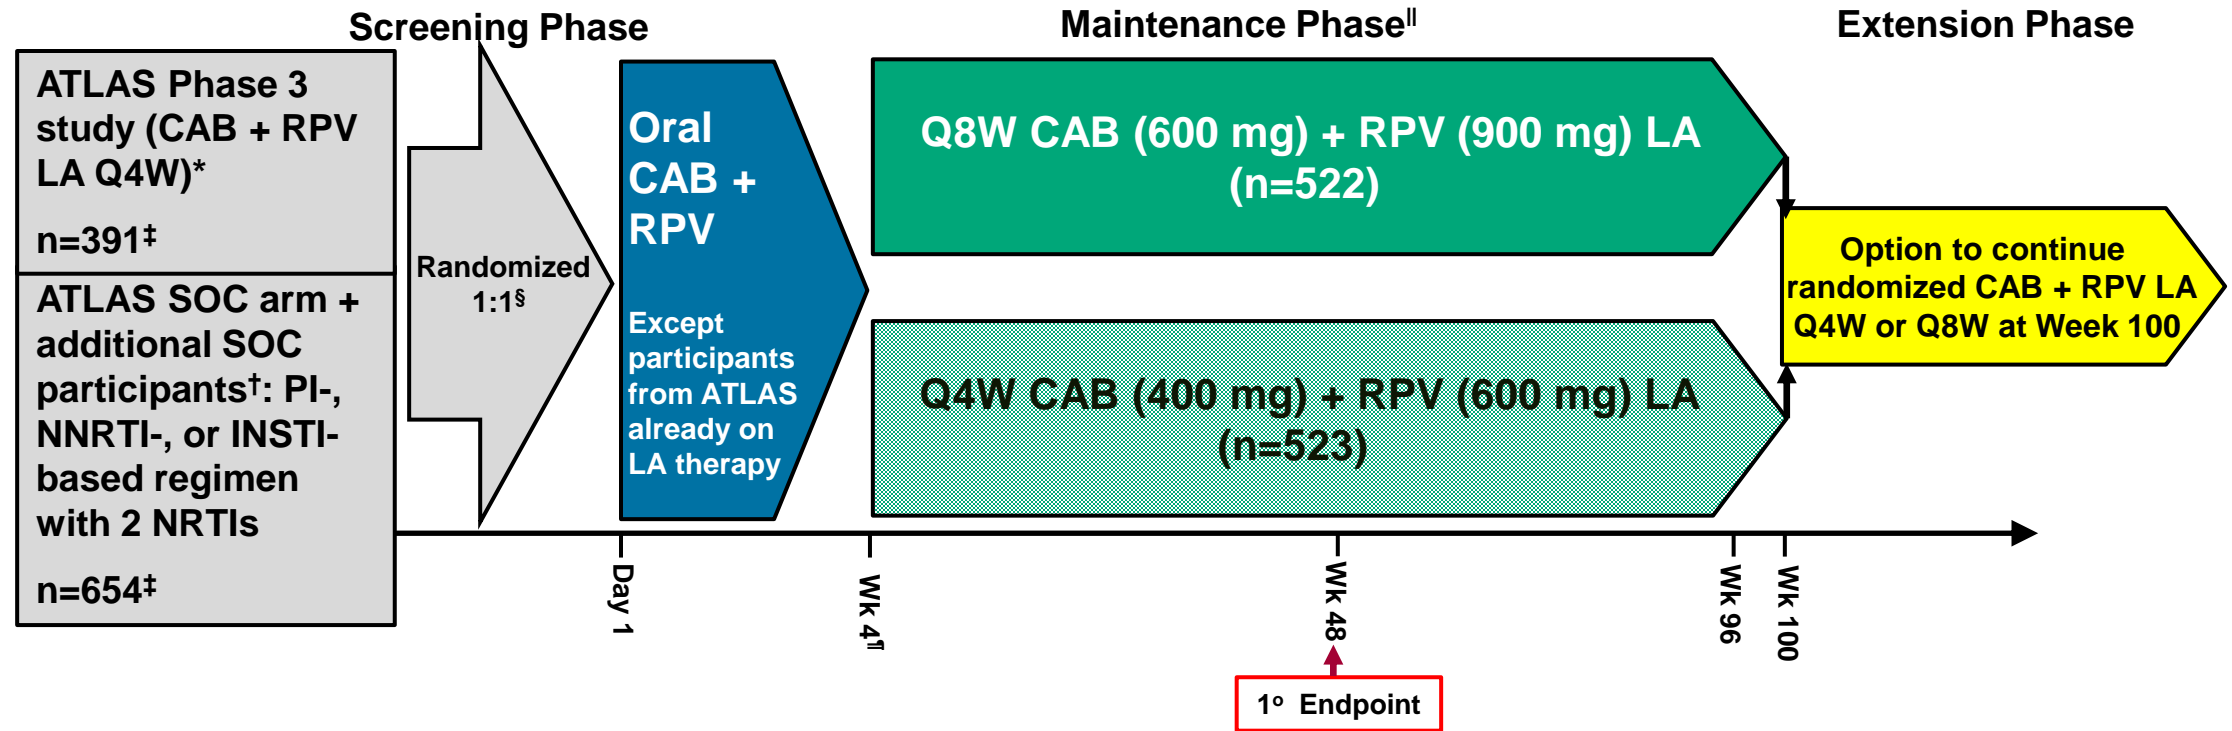 Screening Phase
Maintenance Phase||
Extension Phase
ATLAS Phase 3
study (CAB + RPV
LA Q4W)*
n=391‡
ATLAS SOC arm +
additional SOC
participants†: PI-,
NNRTI-, or INSTI-
based regimen
with 2 NRTIs
n=654‡
Randomized
1:1§
Oral
CAB +
RPV
Except
participants
from ATLAS
already on
LA therapy
Q8W CAB (600 mg) + RPV (900 mg) LA
(n=522)
Q4W CAB (400 mg) + RPV (600 mg) LA
(n=523)
Option to continue
randomized CAB + RPV LA
Q4W or Q8W at Week 100
Day 1
Wk 4¶
Wk 48
Wk 96
Wk 100
1o Endpoint